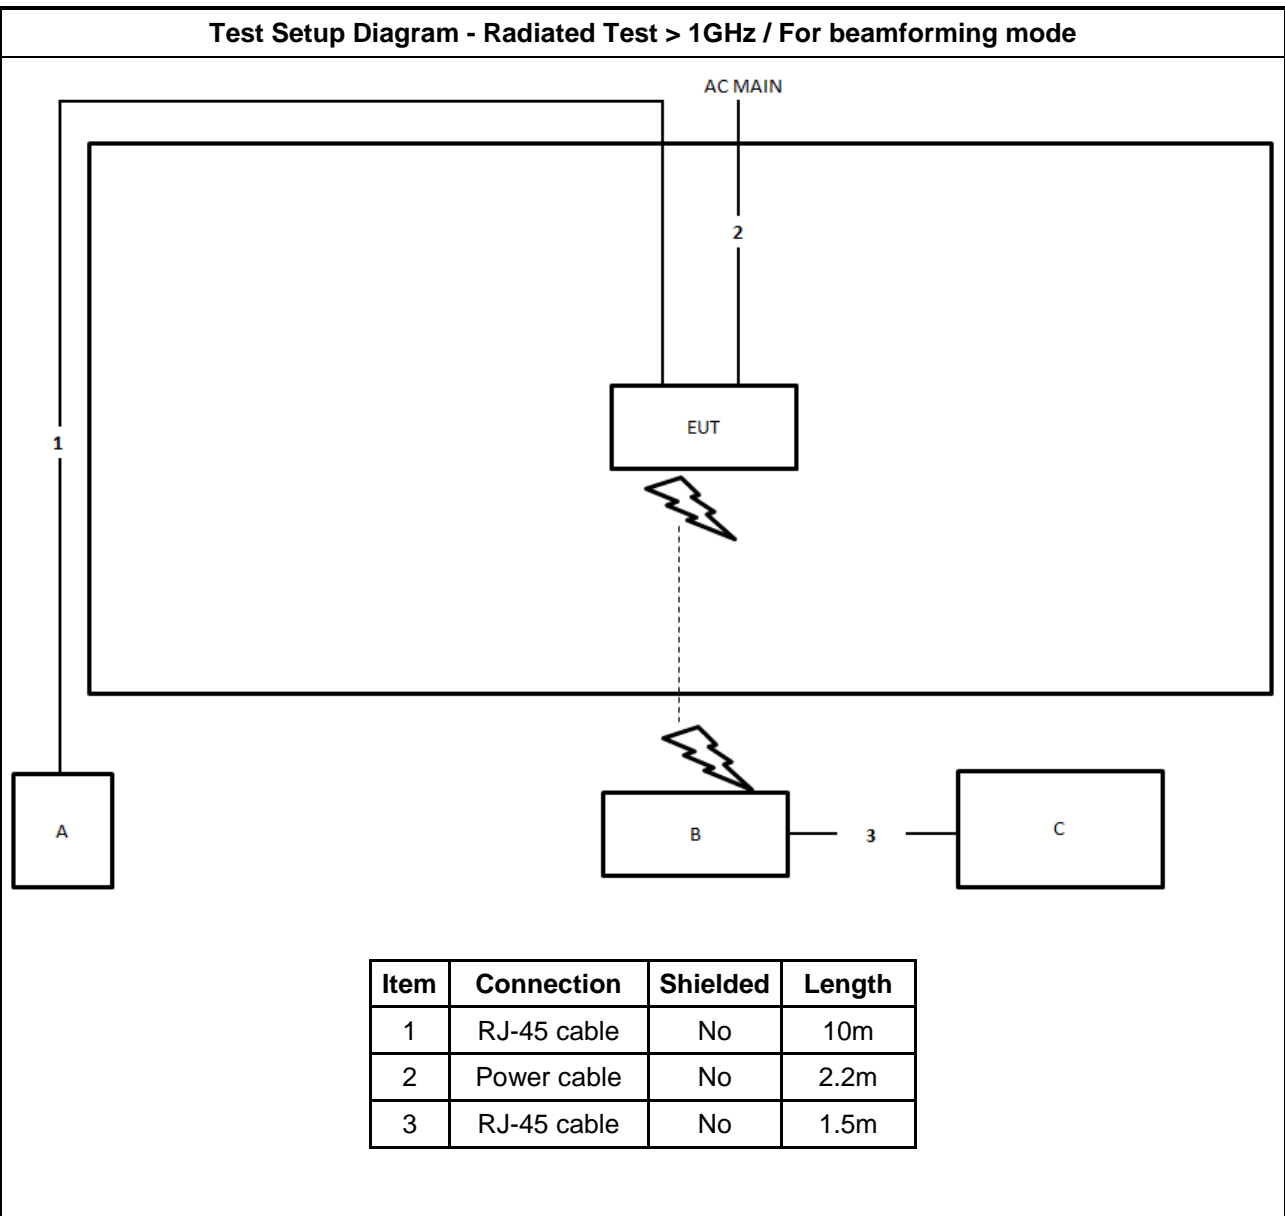 Test Setup Diagram - Radiated Test > 1GHz / For beamforming mode
AC MAIN
2
EUT
1
A
B
3
C
Item Connection Shielded Length
1 RJ-45 cable No 10m
2 Power cable No 2.2m
3 RJ-45 cable No 1.5m